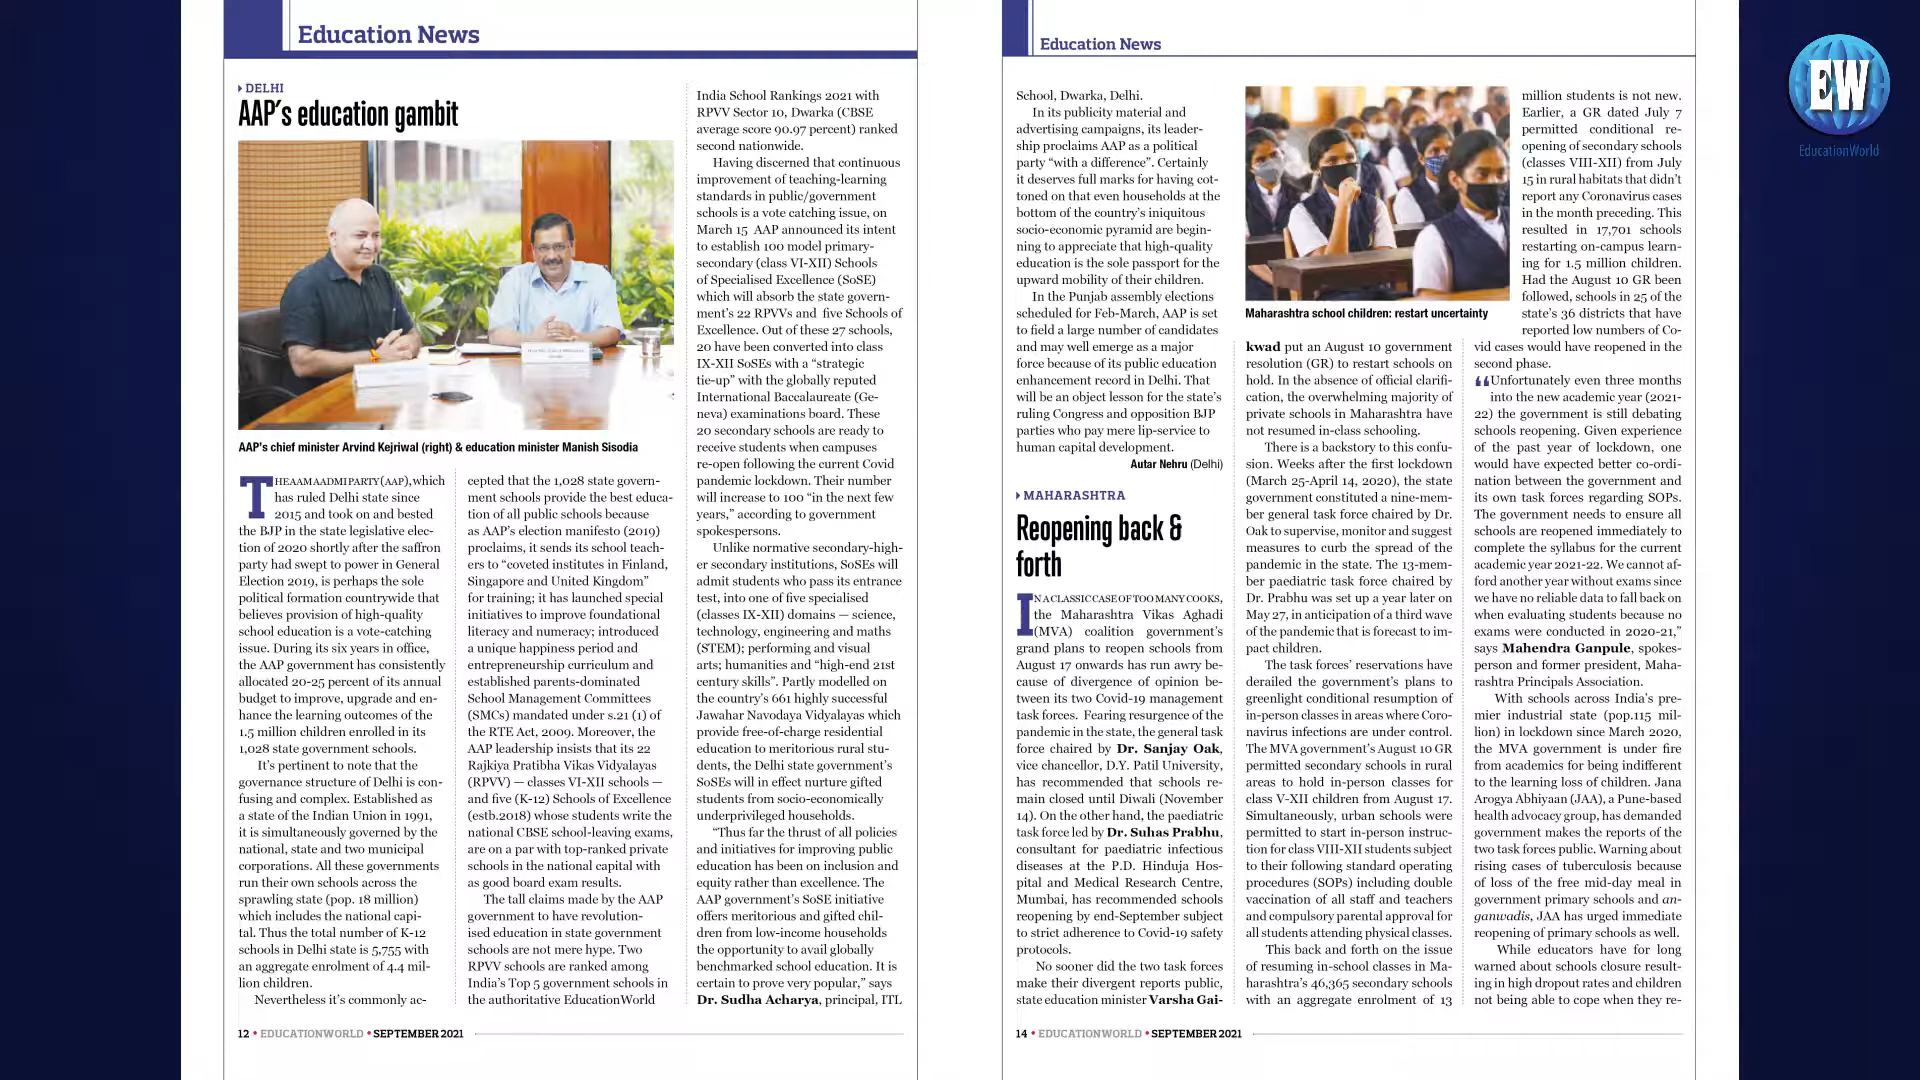 Education News
DELHI
AAP's education gambit
AAP's chief minister Arvind Kejriwal (right) & education minister Manish Sisodia
THE AAM AADMI PARTY (AAP), which
has ruled Delhi state since
2015 and took on and bested
the BJP in the state legislative elec-
tion of 2020 shortly after the saffron
party had swept to power in General
Election 2019, is perhaps the sole
political formation countrywide that
believes provision of high-quality
school education is a vote-catching
issue. During its six years in office,
the AAP government has consistently
allocated 20-25 percent of its annual
budget to improve, upgrade and en-
hance the learning outcomes of the
1.5 million children enrolled in its
1,028 state government schools.
It's pertinent to note that the
governance structure of Delhi is con-
fusing and complex. Established as
a state of the Indian Union in 1991,
it is simultaneously governed by the
national, state and two municipal
corporations. All these governments
run their own schools across the
sprawling state (pop. 18 million)
which includes the national capi-
tal. Thus the total number of K-12
schools in Delhi state is 5,755 with
an aggregate enrolment of 4.4 mil-
lion children.
Nevertheless it's commonly ac-
cepted that the 1,028 state govern-
ment schools provide the best educa-
tion of all public schools because
as AAP's election manifesto (2019)
proclaims, it sends its school teach-
ers to "coveted institutes in Finland,
Singapore and United Kingdom"
for training; it has launched special
initiatives to improve foundational
literacy and numeracy; introduced
a unique happiness period and
entrepreneurship curriculum and
established parents-dominated
School Management Committees
(SMCs) mandated under s.21 (1) of
the RTE Act, 2009. Moreover, the
AAP leadership insists that its 22
Rajkiya Pratibha Vikas Vidyalayas
(RPVV) — classes VI-XII schools —
and five (K-12) Schools of Excellence
(estb.2018) whose students write the
national CBSE school-leaving exams,
are on a par with top-ranked private
schools in the national capital with
as good board exam results.
The tall claims made by the AAP
government to have revolution-
ised education in state government
schools are not mere hype. Two
RPVV schools are ranked among
India's Top 5 government schools in
the authoritative EducationWorld
India School Rankings 2021 with
RPVV Sector 10, Dwarka (CBSE
average score 90.97 percent) ranked
second nationwide.
Having discerned that continuous
improvement of teaching-learning
standards in public/government
schools is a vote catching issue, on
March 15 AAP announced its intent
to establish 100 model primary-
secondary (class VI-XII) Schools
of Specialised Excellence (SoSE)
which will absorb the state govern-
ment's 22 RPVVs and five Schools of
Excellence. Out of these 27 schools,
20 have been converted into class
IX-XII SoSEs with a "strategic
tie-up" with the globally reputed
International Baccalaureate (Ge-
neva) examinations board. These
20 secondary schools are ready to
receive students when campuses
re-open following the current Covid
pandemic lockdown. Their number
will increase to 100 "in the next few
years," according to government
spokespersons.
Unlike normative secondary-high-
er secondary institutions, SoSEs will
admit students who pass its entrance
test, into one of five specialised
(classes IX-XII) domains — science,
technology, engineering and maths
(STEM); performing and visual
arts; humanities and "high-end 21st
century skills". Partly modelled on
the country's 661 highly successful
Jawahar Navodaya Vidyalayas which
provide free-of-charge residential
education to meritorious rural stu-
dents, the Delhi state government's
SoSEs will in effect nurture gifted
students from socio-economically
underprivileged households.
"Thus far the thrust of all policies
and initiatives for improving public
education has been on inclusion and
equity rather than excellence. The
AAP government's SoSE initiative
offers meritorious and gifted chil-
dren from low-income households
the opportunity to avail globally
benchmarked school education. It is
certain to prove very popular," says
Dr. Sudha Acharya, principal, ITL
12 • EDUCATIONWORLD • SEPTEMBER 2021
Education News
School, Dwarka, Delhi.
In its publicity material and
advertising campaigns, its leader-
ship proclaims AAP as a political
party "with a difference". Certainly
it deserves full marks for having cot-
toned on that even households at the
bottom of the country's iniquitous
socio-economic pyramid are begin-
ning to appreciate that high-quality
education is the sole passport for the
upward mobility of their children.
In the Punjab assembly elections
scheduled for Feb-March, AAP is set
to field a large number of candidates
and may well emerge as a major
force because of its public education
enhancement record in Delhi. That
will be an object lesson for the state's
ruling Congress and opposition BJP
parties who pay mere lip-service to
human capital development.
Autar Nehru (Delhi)
MAHARASHTRA
Reopening back &
forth
IN A CLASSIC CASE OF TOO MANY COOKS,
the Maharashtra Vikas Aghadi
(MVA) coalition government's
grand plans to reopen schools from
August 17 onwards has run awry be-
cause of divergence of opinion be-
tween its two Covid-19 management
task forces. Fearing resurgence of the
pandemic in the state, the general task
force chaired by Dr. Sanjay Oak,
vice chancellor, D.Y. Patil University,
has recommended that schools re-
main closed until Diwali (November
14). On the other hand, the paediatric
task force led by Dr. Suhas Prabhu,
consultant for paediatric infectious
diseases at the P.D. Hinduja Hos-
pital and Medical Research Centre,
Mumbai, has recommended schools
reopening by end-September subject
to strict adherence to Covid-19 safety
protocols.
No sooner did the two task forces
make their divergent reports public,
state education minister Varsha Gai-
Maharashtra school children: restart uncertainty
kwad put an August 10 government
resolution (GR) to restart schools on
hold. In the absence of official clarifi-
cation, the overwhelming majority of
private schools in Maharashtra have
not resumed in-class schooling.
There is a backstory to this confu-
sion. Weeks after the first lockdown
(March 25-April 14, 2020), the state
government constituted a nine-mem-
ber general task force chaired by Dr.
Oak to supervise, monitor and suggest
measures to curb the spread of the
pandemic in the state. The 13-mem-
ber paediatric task force chaired by
Dr. Prabhu was set up a year later on
May 27, in anticipation of a third wave
of the pandemic that is forecast to im-
pact children.
The task forces' reservations have
derailed the government's plans to
greenlight conditional resumption of
in-person classes in areas where Coro-
navirus infections are under control.
The MVA government's August 10 GR
permitted secondary schools in rural
areas to hold in-person classes for
class V-XII children from August 17.
Simultaneously, urban schools were
permitted to start in-person instruc-
tion for class VIII-XII students subject
to their following standard operating
procedures (SOPs) including double
vaccination of all staff and teachers
and compulsory parental approval for
all students attending physical classes.
This back and forth on the issue
of resuming in-school classes in Ma-
harashtra's 46,365 secondary schools
with an aggregate enrolment of 13
million students is not new.
Earlier, a GR dated July 7
permitted conditional re-
opening of secondary schools
(classes VIII-XII) from July
15 in rural habitats that didn't
report any Coronavirus cases
in the month preceding. This
resulted in 17,701 schools
restarting on-campus learn-
ing for 1.5 million children.
Had the August 10 GR been
followed, schools in 25 of the
state's 36 districts that have
reported low numbers of Co-
vid cases would have reopened in the
second phase.
"Unfortunately even three months
into the new academic year (2021-
22) the government is still debating
schools reopening. Given experience
of the past year of lockdown, one
would have expected better co-ordi-
nation between the government and
its own task forces regarding SOPs.
The government needs to ensure all
schools are reopened immediately to
complete the syllabus for the current
academic year 2021-22. We cannot af-
ford another year without exams since
we have no reliable data to fall back on
when evaluating students because no
exams were conducted in 2020-21,"
says Mahendra Ganpule, spokes-
person and former president, Maha-
rashtra Principals Association.
With schools across India's pre-
mier industrial state (pop.115 mil-
lion) in lockdown since March 2020,
the MVA government is under fire
from academics for being indifferent
to the learning loss of children. Jana
Arogya Abhiyaan (JAA), a Pune-based
health advocacy group, has demanded
government makes the reports of the
two task forces public. Warning about
rising cases of tuberculosis because
of loss of the free mid-day meal in
government primary schools and an-
ganwadis, JAA has urged immediate
reopening of primary schools as well.
While educators have for long
warned about schools closure result-
ing in high dropout rates and children
not being able to cope when they re-
14 • EDUCATIONWORLD • SEPTEMBER 2021
EW
EducationWorld